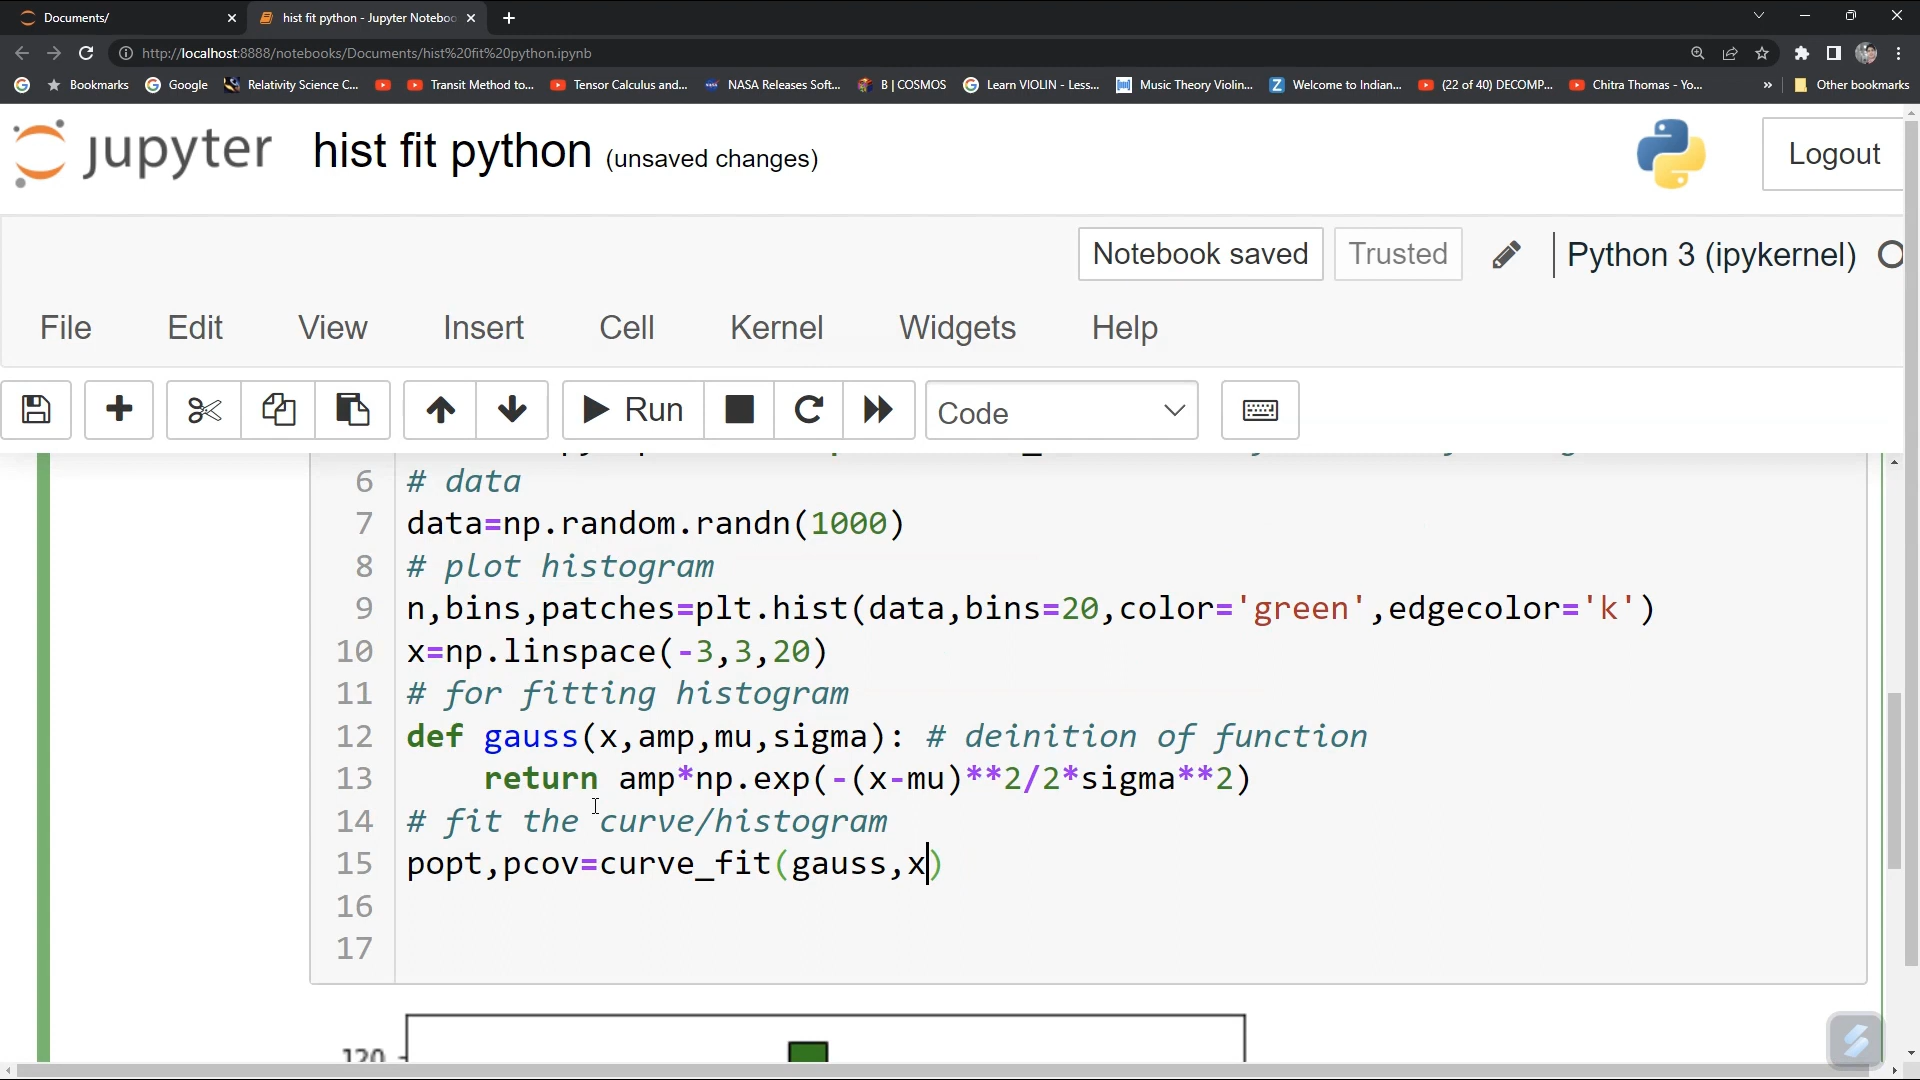 Documents/
hist fit python - Jupyter Noteboo
http://localhost:8888/notebooks/Documents/hist%20fit%20python.ipynb
Bookmarks
Google
Relativity Science C...
Transit Method to...
Tensor Calculus and...
NASA Releases Soft...
B | COSMOS
Learn VIOLIN - Less...
Music Theory Violin...
Welcome to Indian...
(22 of 40) DECOMP...
Chitra Thomas - Yo...
»
Other bookmarks
jupyter
hist fit python (unsaved changes)
Logout
Notebook saved
Trusted
Python 3 (ipykernel)
File Edit View Insert Cell Kernel Widgets Help
Run
Code
6 # data
7 data=np.random.randn(1000)
8 # plot histogram
9 n,bins,patches=plt.hist(data,bins=20,color='green',edgecolor='k')
10 x=np.linspace(-3,3,20)
11 # for fitting histogram
12 def gauss(x,amp,mu,sigma): # deinition of function
13     return amp*np.exp(-(x-mu)**2/2*sigma**2)
14 # fit the curve/histogram
15 popt,pcov=curve_fit(gauss,x)
16
17
120